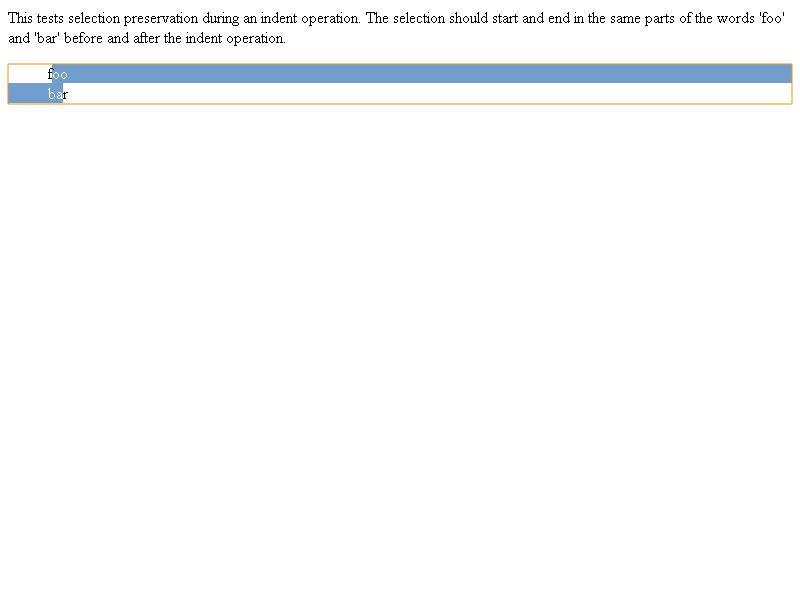 This tests selection preservation during an indent operation. The selection should start and end in the same parts of the words 'foo'
and 'bar' before and after the indent operation.
foo
bar